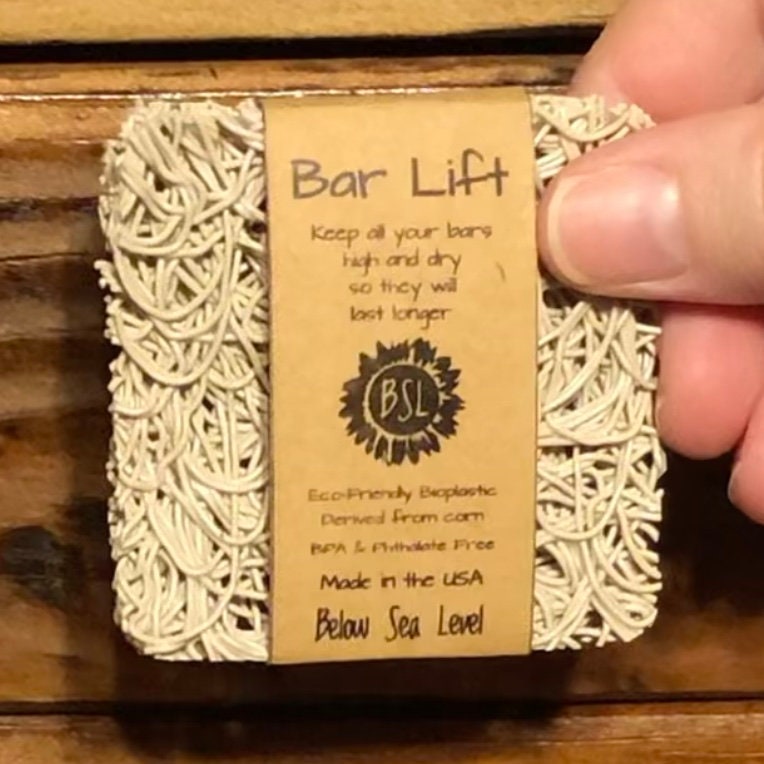 Bar Lift
Keep all your bars
high and dry
so they will
last longer
BSL
Eco-Friendly Bioplastic
Derived from corn
BPA & Phthalate Free
Made in the USA
Below Sea Level